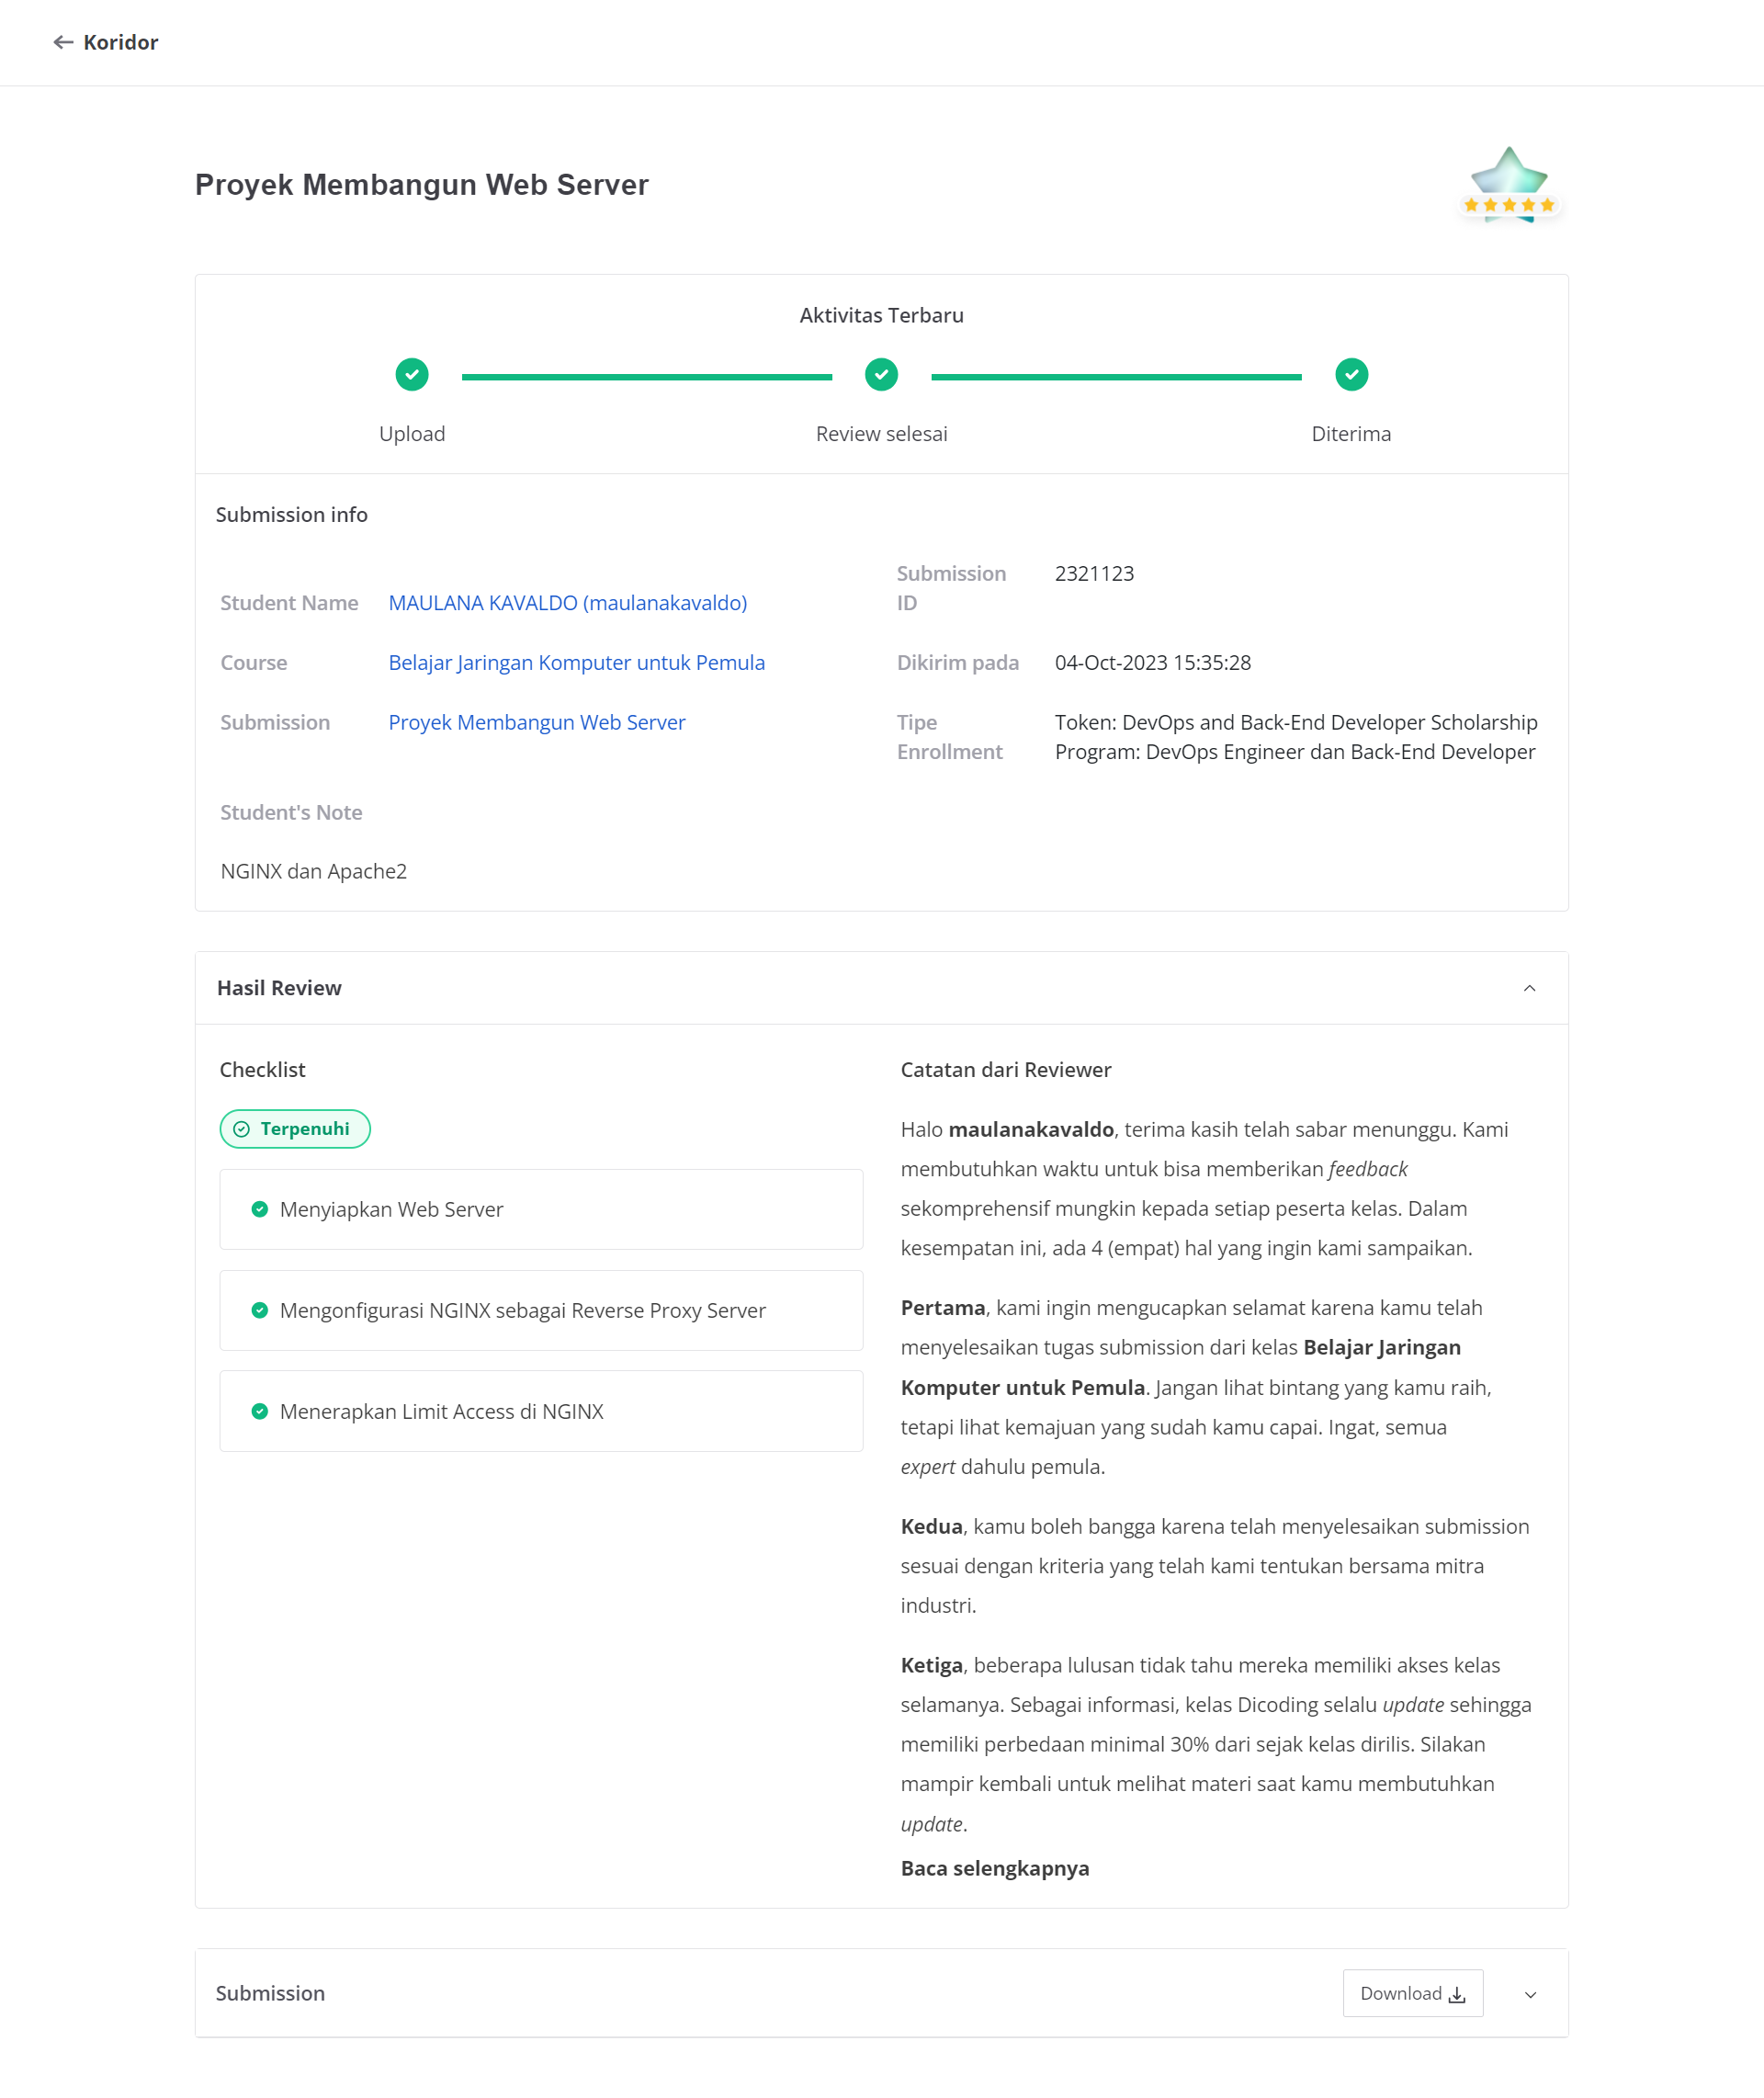 Koridor
Proyek Membangun Web Server
Aktivitas Terbaru
Upload
Review selesai
Diterima
Submission info
Student Name
MAULANA KAVALDO (maulanakavaldo)
Submission
ID
2321123
Course
Belajar Jaringan Komputer untuk Pemula
Dikirim pada
04-Oct-2023 15:35:28
Submission
Proyek Membangun Web Server
Tipe
Enrollment
Token: DevOps and Back-End Developer Scholarship
Program: DevOps Engineer dan Back-End Developer
Student's Note
NGINX dan Apache2
Hasil Review
Checklist
Terpenuhi
Menyiapkan Web Server
Mengonfigurasi NGINX sebagai Reverse Proxy Server
Menerapkan Limit Access di NGINX
Catatan dari Reviewer
Halo maulanakavaldo, terima kasih telah sabar menunggu. Kami
membutuhkan waktu untuk bisa memberikan feedback
sekomprehensif mungkin kepada setiap peserta kelas. Dalam
kesempatan ini, ada 4 (empat) hal yang ingin kami sampaikan.
Pertama, kami ingin mengucapkan selamat karena kamu telah
menyelesaikan tugas submission dari kelas Belajar Jaringan
Komputer untuk Pemula. Jangan lihat bintang yang kamu raih,
tetapi lihat kemajuan yang sudah kamu capai. Ingat, semua
expert dahulu pemula.
Kedua, kamu boleh bangga karena telah menyelesaikan submission
sesuai dengan kriteria yang telah kami tentukan bersama mitra
industri.
Ketiga, beberapa lulusan tidak tahu mereka memiliki akses kelas
selamanya. Sebagai informasi, kelas Dicoding selalu update sehingga
memiliki perbedaan minimal 30% dari sejak kelas dirilis. Silakan
mampir kembali untuk melihat materi saat kamu membutuhkan
update.
Baca selengkapnya
Submission
Download